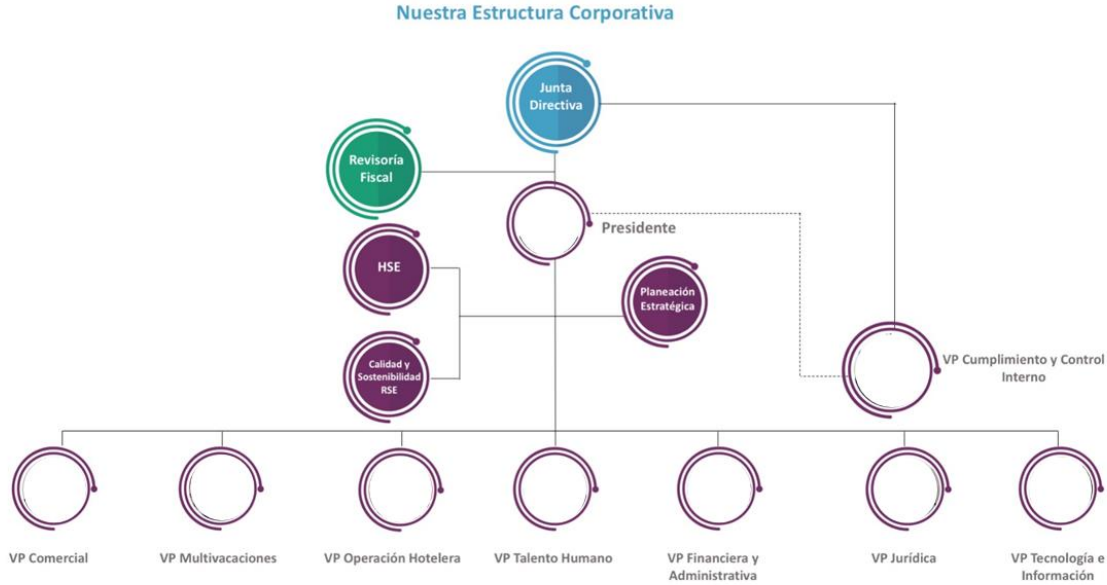 Nuestra Estructura Corporativa
Junta
Directiva
Revisoría
Fiscal
Presidente
HSE
Planeación
Estratégica
Calidad y
Sostenibilidad
RSE
VP Cumplimiento y Control
Interno
VP Comercial
VP Multivacaciones
VP Operación Hotelera
VP Talento Humano
VP Financiera y
Administrativa
VP Jurídica
VP Tecnología e
Información